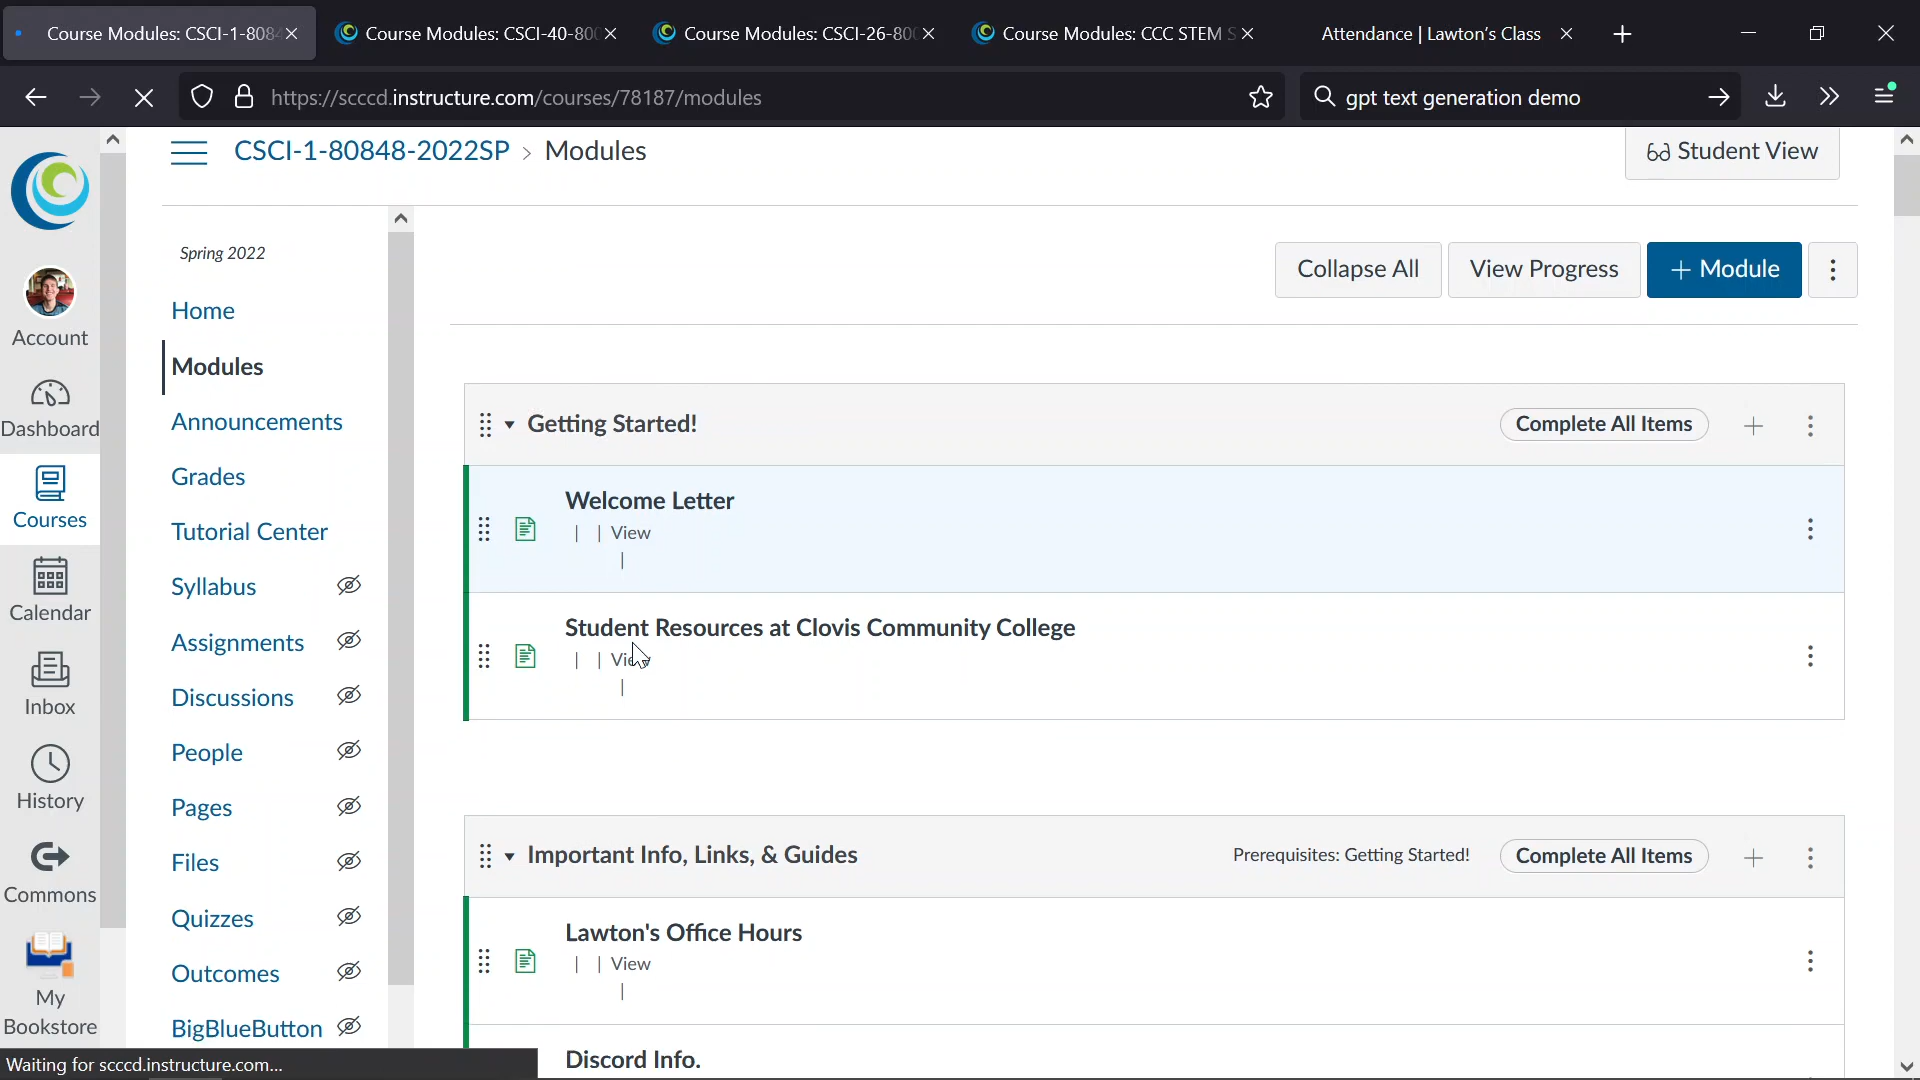 Course Modules: CSCI-1-8084
Course Modules: CSCI-40-800
Course Modules: CSCI-26-800
Course Modules: CCC STEM S
Attendance | Lawton's Class
https://scccd.instructure.com/courses/78187/modules
gpt text generation demo
CSCI-1-80848-2022SP > Modules
Student View
Account
Dashboard
Courses
Calendar
Inbox
History
Commons
My
Bookstore
Spring 2022
Home
Modules
Announcements
Grades
Tutorial Center
Syllabus
Assignments
Discussions
People
Pages
Files
Quizzes
Outcomes
BigBlueButton
Collapse All
View Progress
+ Module
Getting Started!
Complete All Items
Welcome Letter
| | View
|
Student Resources at Clovis Community College
| | View
|
Important Info, Links, & Guides
Prerequisites: Getting Started!
Complete All Items
Lawton's Office Hours
| | View
|
Discord Info.
Waiting for scccd.instructure.com...